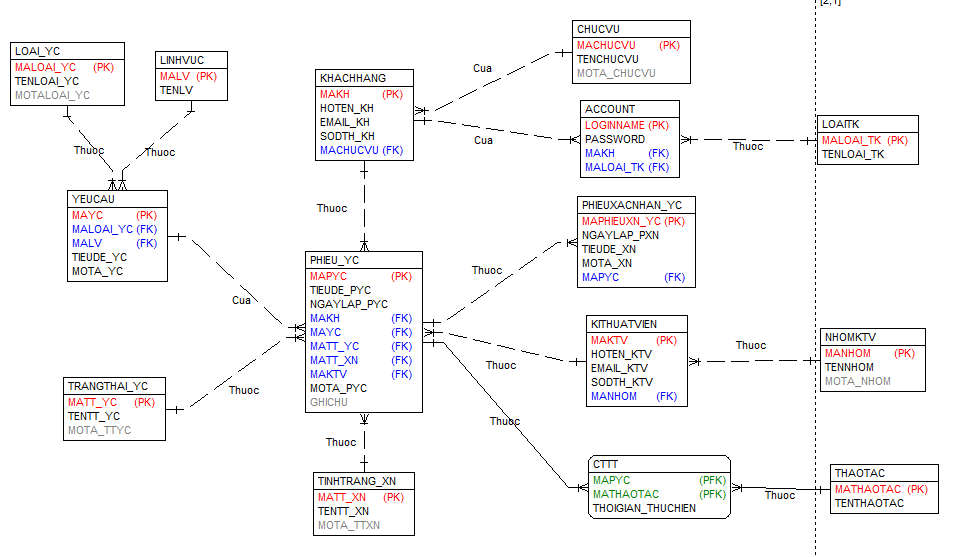 [2,1]
LOAI_YC
MALOAI_YC (PK)
TENLOAI_YC
MOTALOAI_YC
LINHVUC
MALV (PK)
TENLV
KHACHHANG
MAKH (PK)
HOTEN_KH
EMAIL_KH
SODTH_KH
MACHUCVU (FK)
CHUCVU
MACHUCVU (PK)
TENCHUCVU
MOTA_CHUCVU
Cua
ACCOUNT
LOGINNAME (PK)
PASSWORD
MAKH (FK)
MALOAI_TK (FK)
Cua
Thuoc
LOAITK
MALOAI_TK (PK)
TENLOAI_TK
Thuoc
Thuoc
YEUCAU
MAYC (PK)
MALOAI_YC (FK)
MALV (FK)
TIEUDE_YC
MOTA_YC
Thuoc
PHIEUXACNHAN_YC
MAPHIEUXN_YC (PK)
NGAYLAP_PXN
TIEUDE_XN
MOTA_XN
MAPYC (FK)
Thuoc
PHIEU_YC
MAPYC (PK)
TIEUDE_PYC
NGAYLAP_PYC
MAKH (FK)
MAYC (FK)
MATT_YC (FK)
MATT_XN (FK)
MAKTV (FK)
MOTA_PYC
GHICHU
Cua
KITHUATVIEN
MAKTV (PK)
HOTEN_KTV
EMAIL_KTV
SODTH_KTV
MANHOM (FK)
Thuoc
Thuoc
NHOMKTV
MANHOM (PK)
TENNHOM
MOTA_NHOM
TRANGTHAI_YC
MATT_YC (PK)
TENTT_YC
MOTA_TTYC
Thuoc
Thuoc
Thuoc
TINHTRANG_XN
MATT_XN (PK)
TENTT_XN
MOTA_TTXN
CTTT
MAPYC (PFK)
MATHAOTAC (PFK)
THOIGIAN_THUCHIEN
Thuoc
THAOTAC
MATHAOTAC (PK)
TENTHAOTAC